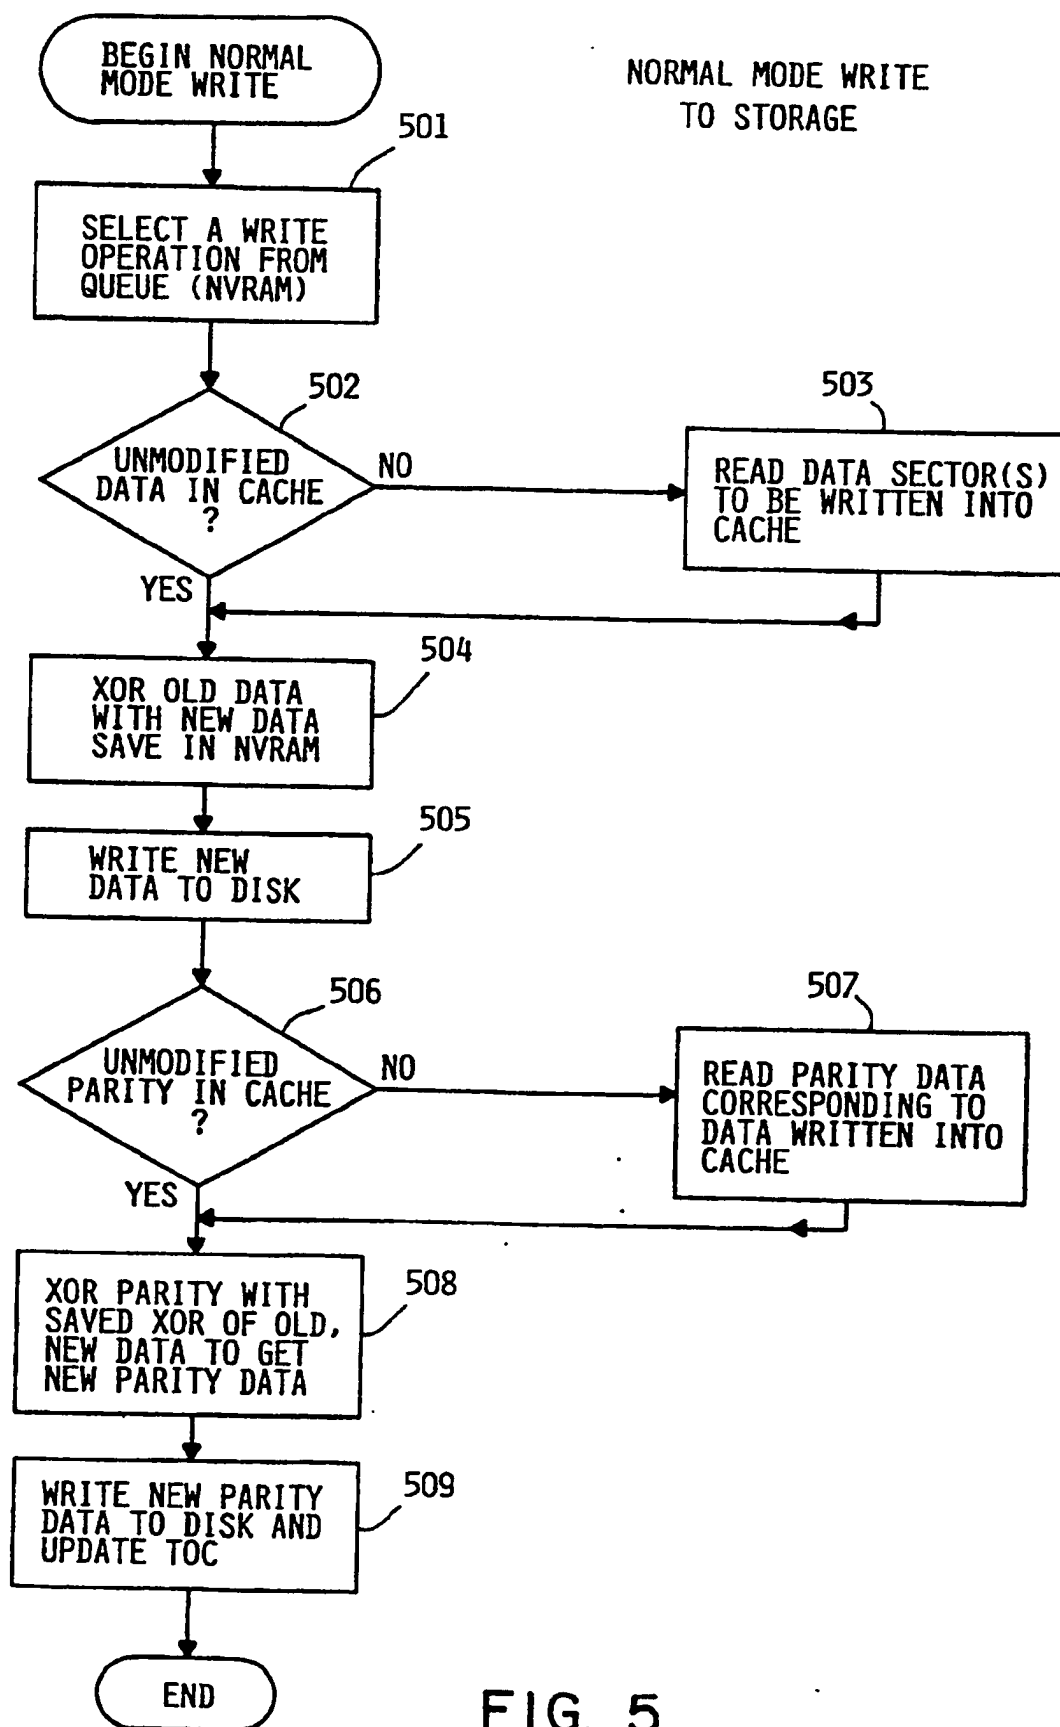 BEGIN NORMAL
MODE WRITE
NORMAL MODE WRITE
TO STORAGE
501
SELECT A WRITE
OPERATION FROM
QUEUE (NVRAM)
502
UNMODIFIED
DATA IN CACHE
?
NO
503
READ DATA SECTOR(S)
TO BE WRITTEN INTO
CACHE
YES
504
XOR OLD DATA
WITH NEW DATA
SAVE IN NVRAM
505
WRITE NEW
DATA TO DISK
506
UNMODIFIED
PARITY IN CACHE
?
NO
507
READ PARITY DATA
CORRESPONDING TO
DATA WRITTEN INTO
CACHE
YES
508
XOR PARITY WITH
SAVED XOR OF OLD,
NEW DATA TO GET
NEW PARITY DATA
509
WRITE NEW PARITY
DATA TO DISK AND
UPDATE TOC
END
FIG. 5